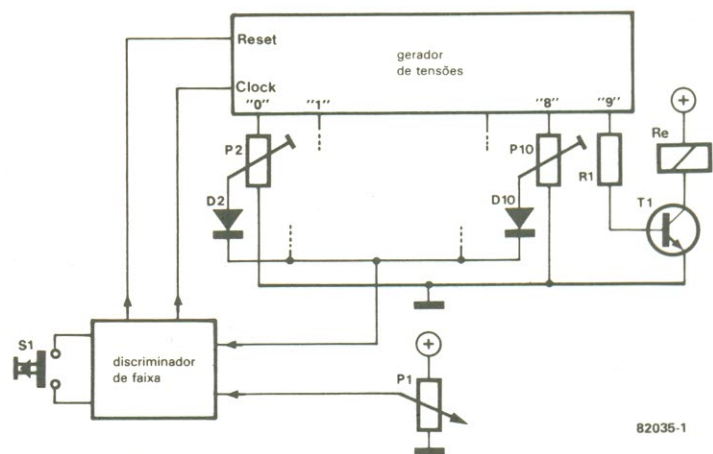 Reset
gerador
de tensões
Clock
"0"
"1"
"8"
"9"
P2
P10
R1
Re
D2
D10
T1
S1
discriminador
de faixa
P1
82035-1